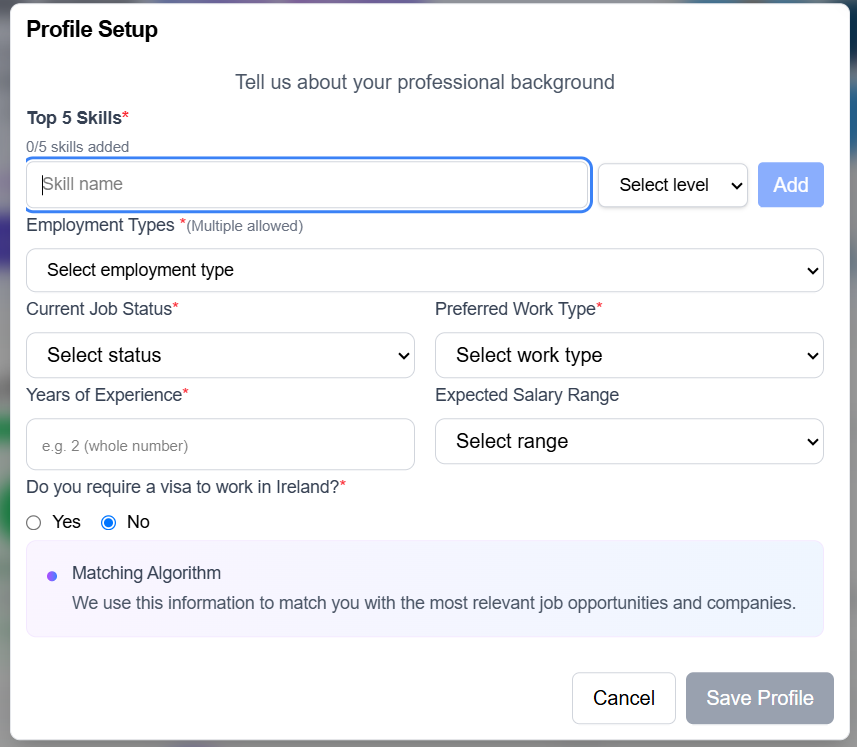 Profile Setup
Tell us about your professional background
Top 5 Skills*
0/5 skills added
Skill name
Select level
Add
Employment Types *(Multiple allowed)
Select employment type
Current Job Status*
Preferred Work Type*
Select status
Select work type
Years of Experience*
Expected Salary Range
e.g. 2 (whole number)
Select range
Do you require a visa to work in Ireland?*
Yes
No
Matching Algorithm
We use this information to match you with the most relevant job opportunities and companies.
Cancel
Save Profile